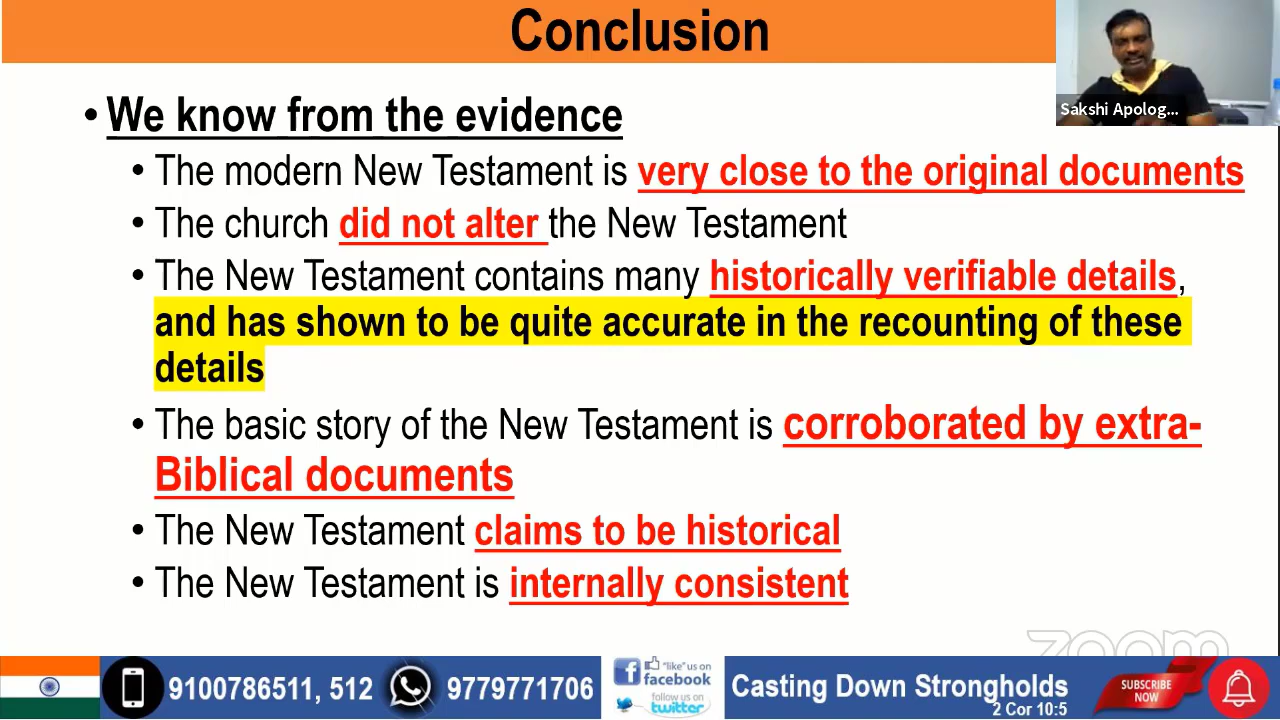 Conclusion
Sakshi Apolog...
• We know from the evidence
• The modern New Testament is very close to the original documents
• The church did not alter the New Testament
• The New Testament contains many historically verifiable details,
and has shown to be quite accurate in the recounting of these
details
• The basic story of the New Testament is corroborated by extra-
Biblical documents
• The New Testament claims to be historical
• The New Testament is internally consistent
zoom
9100786511, 512
9779771706
f "like" us on
facebook
follow us on
twitter
Casting Down Strongholds
2 Cor 10:5
SUBSCRIBE
NOW